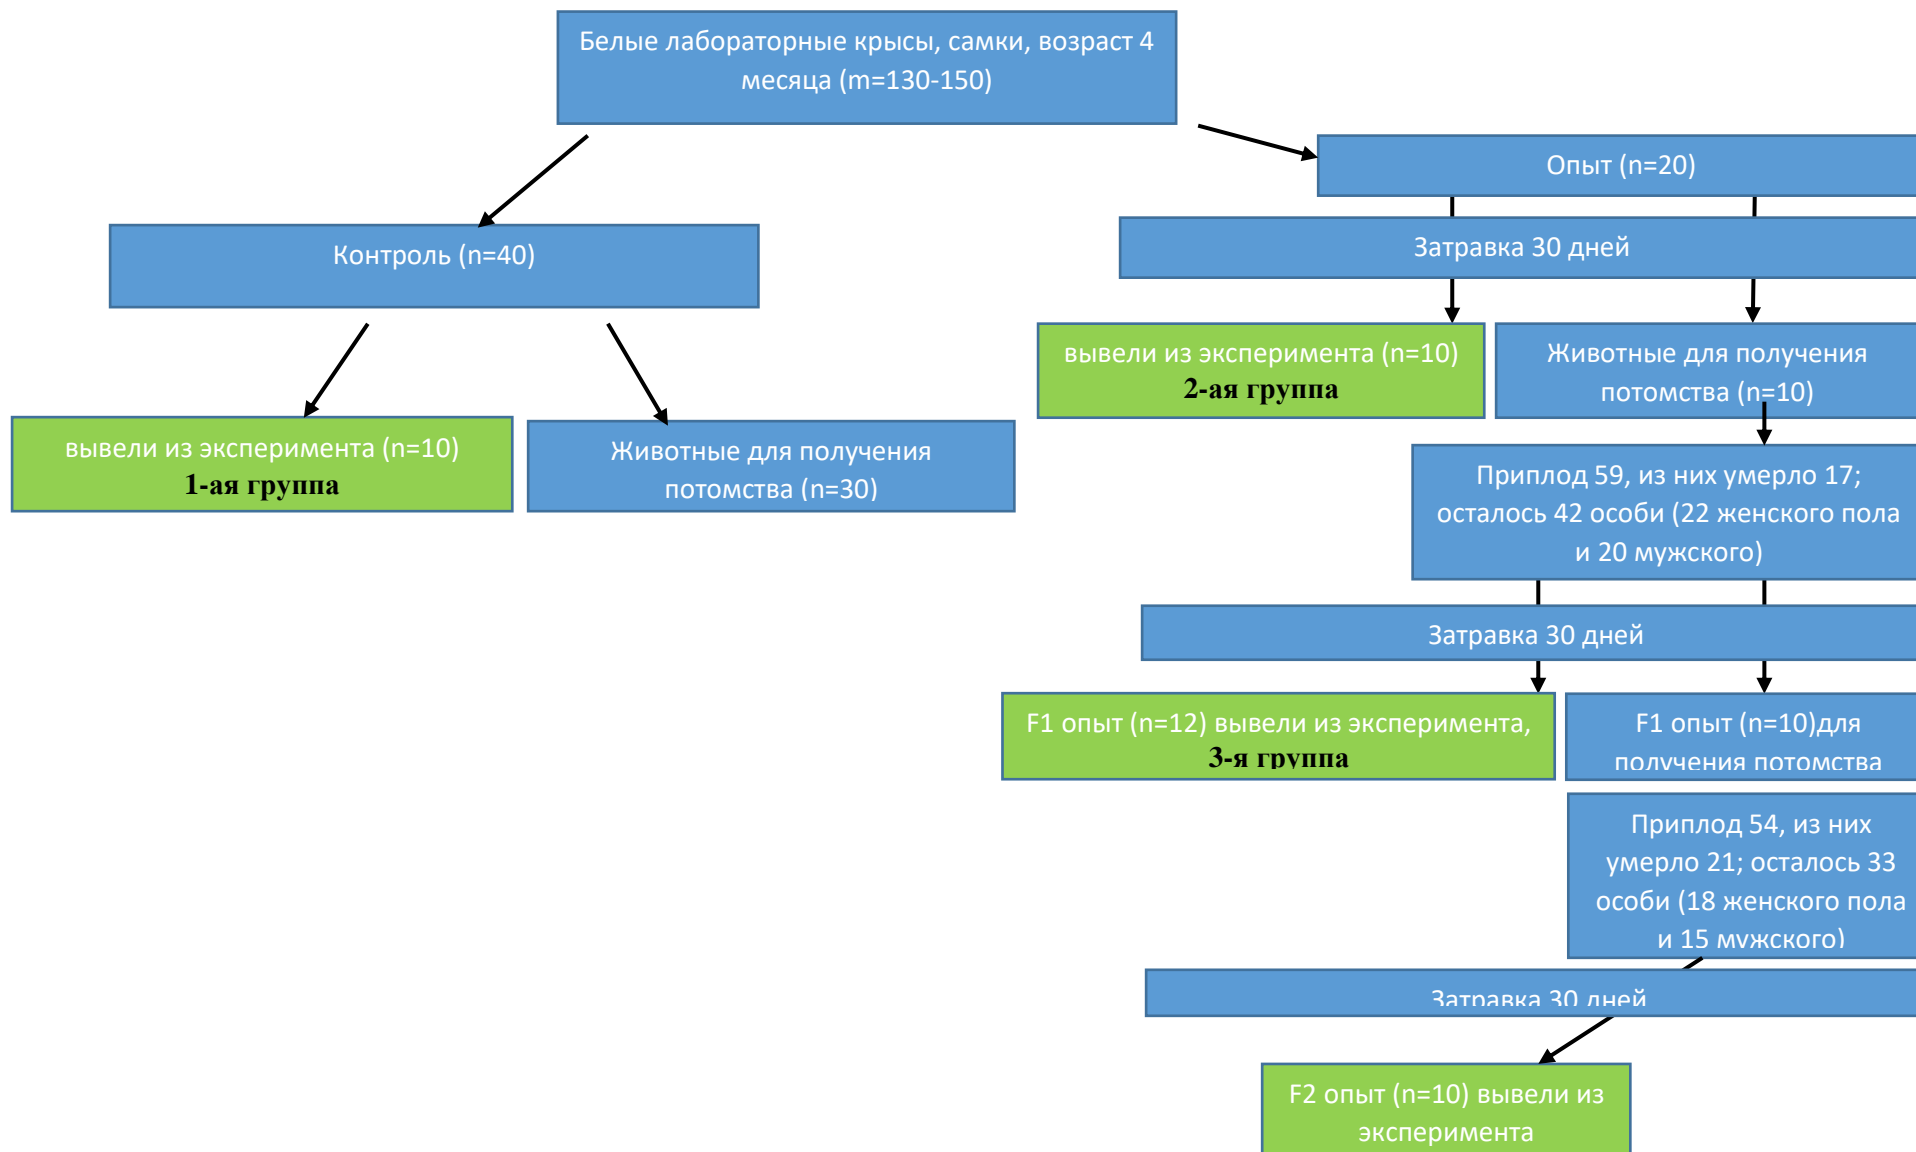 Белые лабораторные крысы, самки, возраст 4
месяца (m=130-150)
Опыт (n=20)
Контроль (n=40)
Затравка 30 дней
вывели из эксперимента (n=10)
2-ая группа
Животные для получения
потомства (n=10)
вывели из эксперимента (n=10)
1-ая группа
Животные для получения
потомства (n=30)
Приплод 59, из них умерло 17;
осталось 42 особи (22 женского пола
и 20 мужского)
Затравка 30 дней
F1 опыт (n=12) вывели из эксперимента,
3-я группа
F1 опыт (n=10)для
получения потомства
Приплод 54, из них
умерло 21; осталось 33
особи (18 женского пола
и 15 мужского)
Затравка 30 дней
F2 опыт (n=10) вывели из
эксперимента